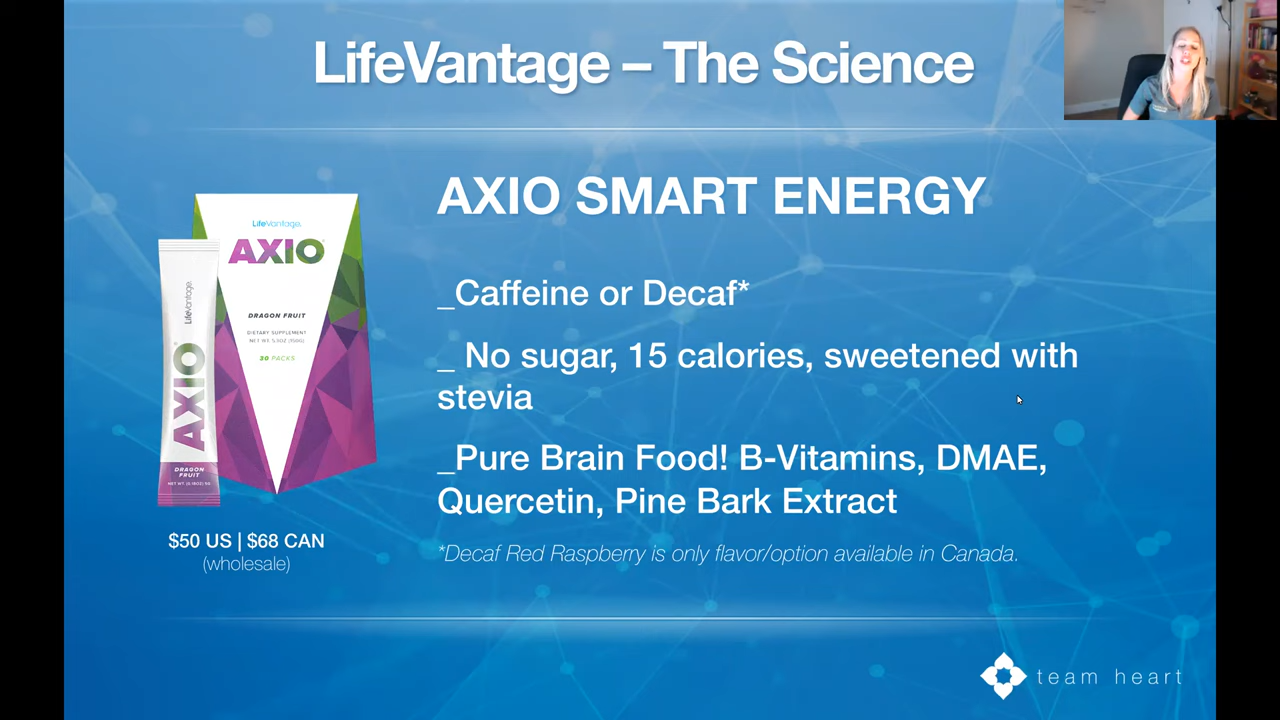 LifeVantage – The Science
AXIO SMART ENERGY
LifeVantage.
AXIO
DRAGON FRUIT
DIETARY SUPPLEMENT
30 PACKS
LifeVantage.
AXIO
DRAGON
FRUIT
_Caffeine or Decaf*
_ No sugar, 15 calories, sweetened with
stevia
_Pure Brain Food! B-Vitamins, DMAE,
Quercetin, Pine Bark Extract
$50 US | $68 CAN
(wholesale)
*Decaf Red Raspberry is only flavor/option available in Canada.
team heart